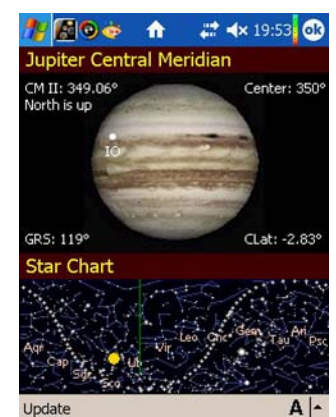 19:53 ok
Jupiter Central Meridian
CM II: 349.06° Center: 350°
North is up
IO
GRS: 119° CLat: -2.83°
Star Chart
Aqr Cap Sgr Sco Lib Vir Leo Cnc Gem Tau Ari Psc
Update A